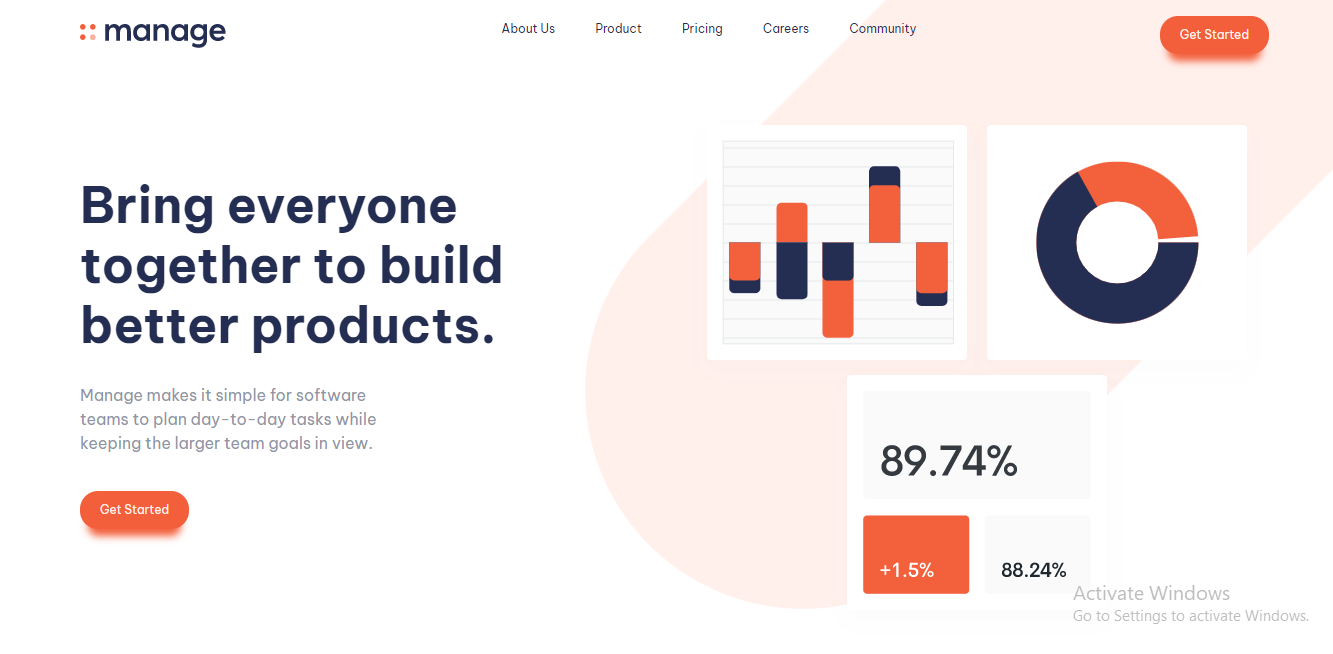 manage
About Us
Product
Pricing
Careers
Community
Get Started
Bring everyone
together to build
better products.
Manage makes it simple for software
teams to plan day-to-day tasks while
keeping the larger team goals in view.
Get Started
89.74%
+1.5%
88.24%
Activate Windows
Go to Settings to activate Windows.